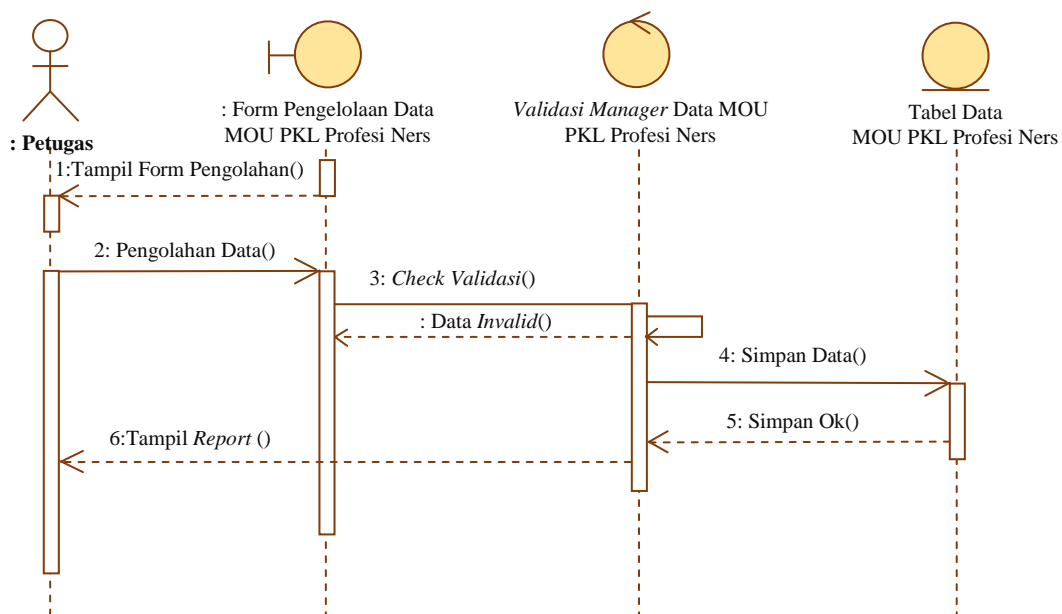 : Petugas
: Form Pengelolaan Data
MOU PKL Profesi Ners
Validasi Manager Data MOU
PKL Profesi Ners
Tabel Data
MOU PKL Profesi Ners
1:Tampil Form Pengolahan()
2: Pengolahan Data()
3: Check Validasi()
: Data Invalid()
4: Simpan Data()
5: Simpan Ok()
6:Tampil Report ()